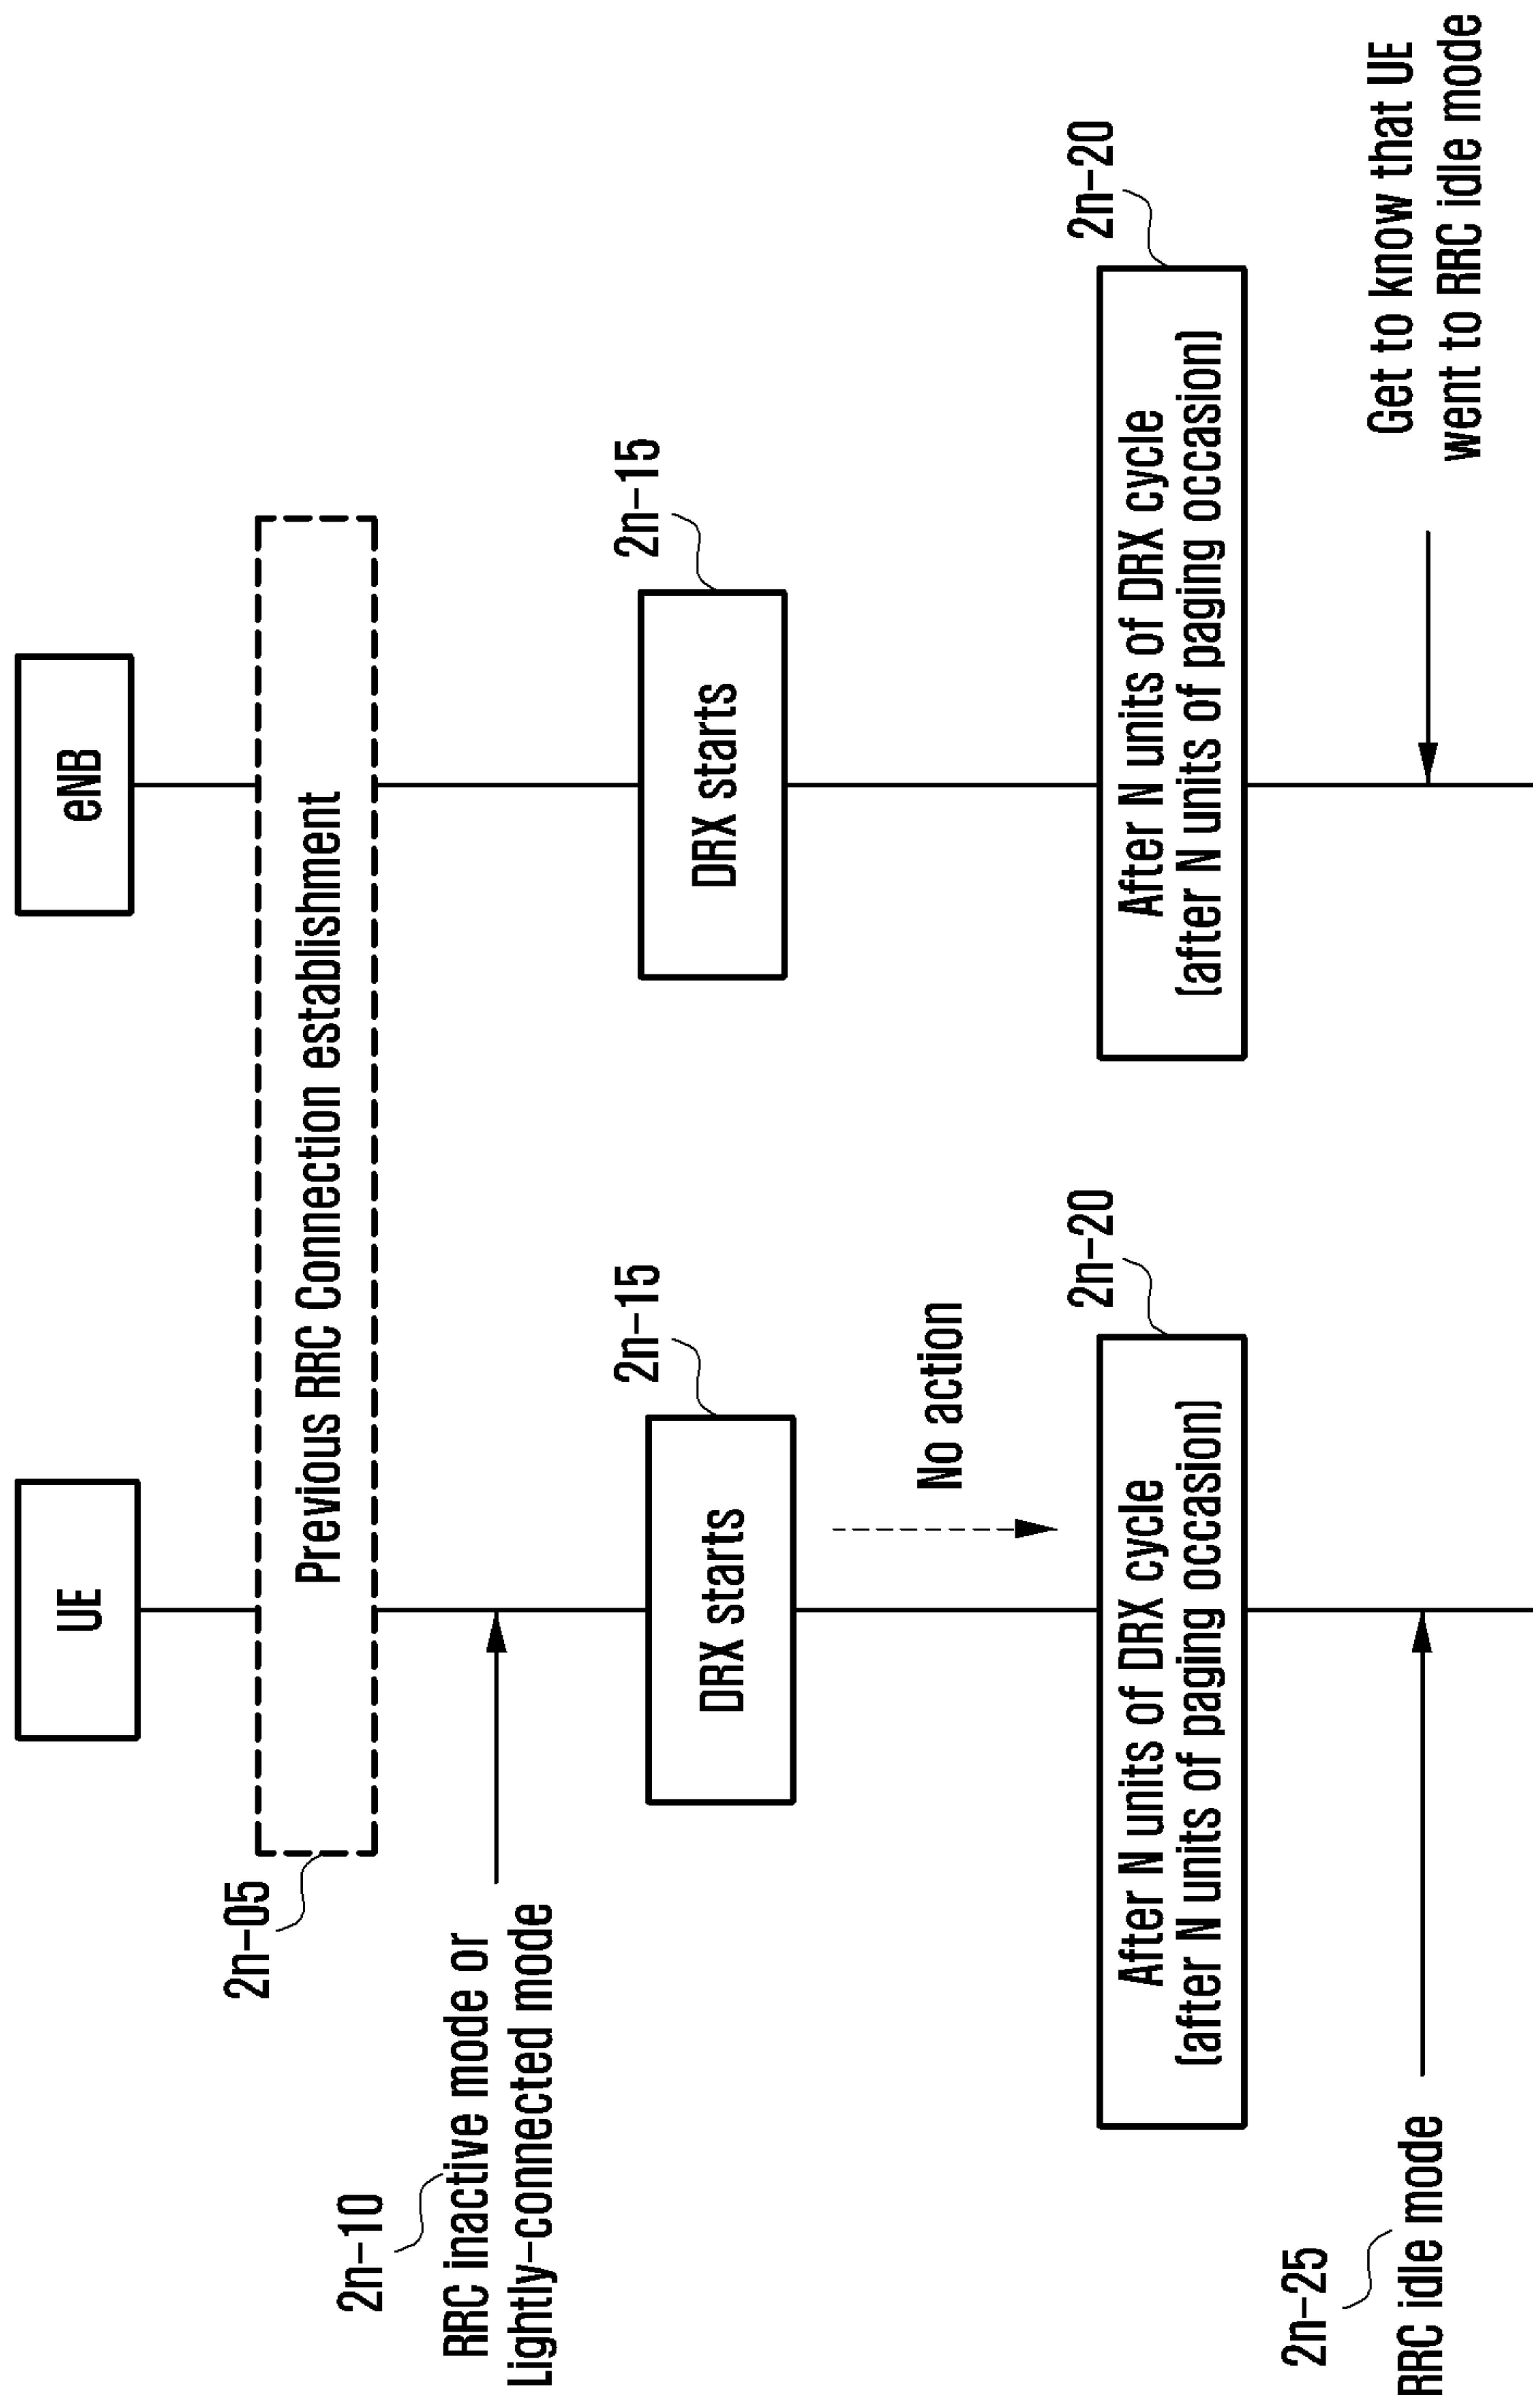 UE
eNB
2n-05
Previous RRC Connection establishment
2n-10
RRC inactive mode or
Lightly-connected mode
2n-15
DRX starts
2n-15
DRX starts
No action
2n-20
After N units of DRX cycle
(after N units of paging occasion)
2n-20
After N units of DRX cycle
(after N units of paging occasion)
2n-25
RRC idle mode
Get to know that UE
went to RRC idle mode